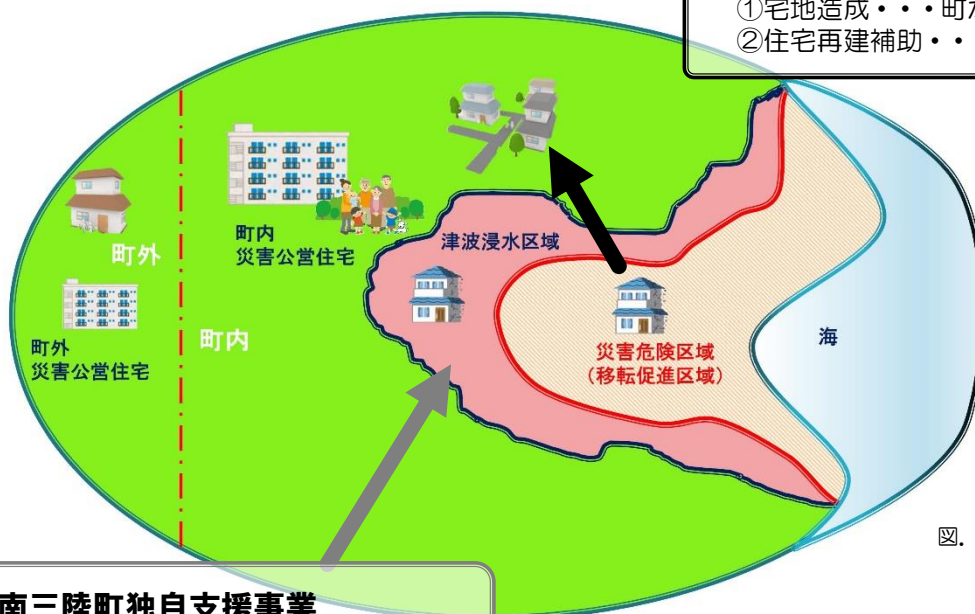 ①宅地造成・・・町が
②住宅再建補助・・
町外
町内
災害公営住宅
津波浸水区域
町外
災害公営住宅
町内
災害危険区域
(移転促進区域)
海
図.
南三陸町独自支援事業